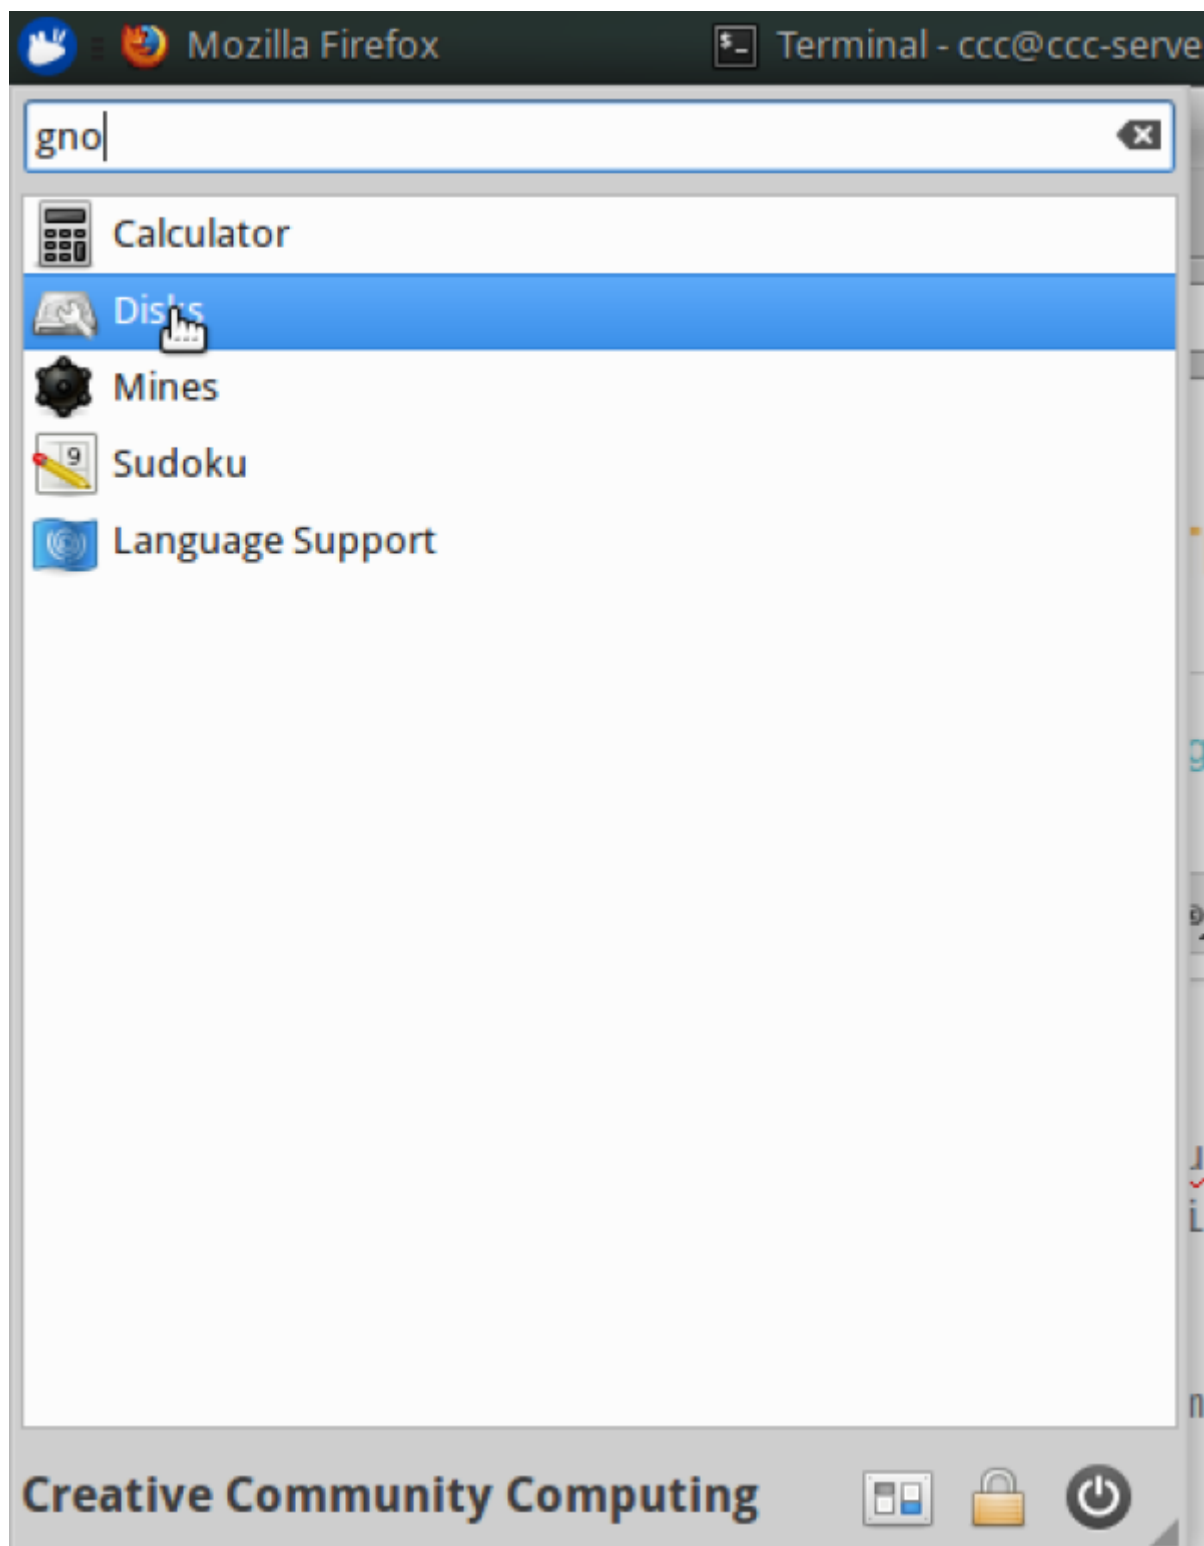 Mozilla Firefox
Terminal - ccc@ccc-serve
gno
Calculator
Disks
Mines
Sudoku
Language Support
Creative Community Computing